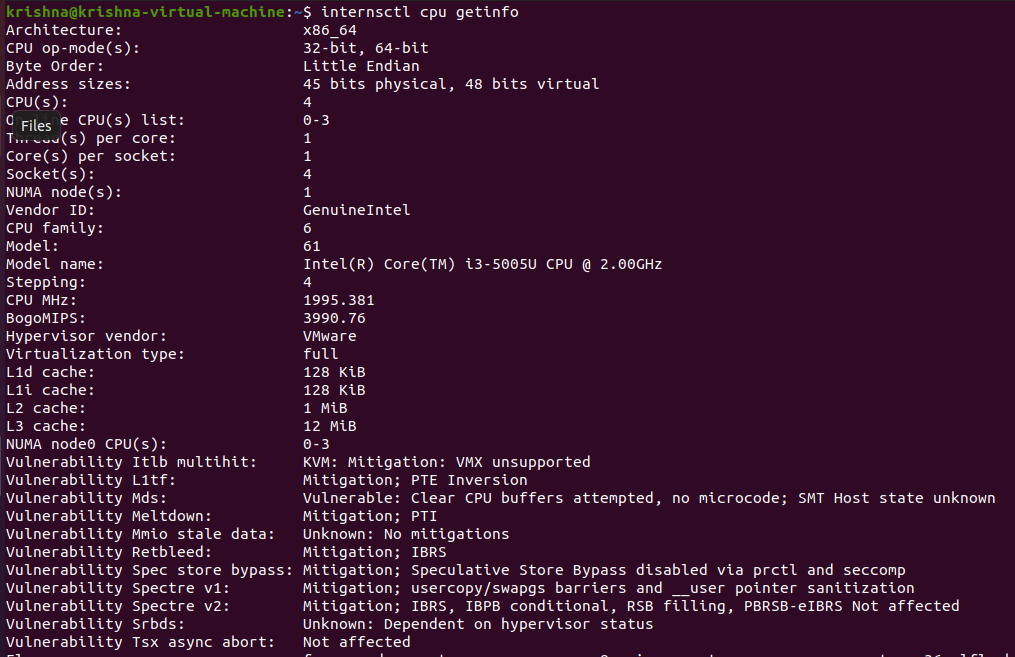 krishna@krishna-virtual-machine:~$ internsctl cpu getinfo
Architecture: x86_64
CPU op-mode(s): 32-bit, 64-bit
Byte Order: Little Endian
Address sizes: 45 bits physical, 48 bits virtual
CPU(s): 4
CPU(s) list: 0-3
Files
per core: 1
Core(s) per socket: 1
Socket(s): 4
NUMA node(s): 1
Vendor ID: GenuineIntel
CPU family: 6
Model: 61
Model name: Intel(R) Core(TM) i3-5005U CPU @ 2.00GHz
Stepping: 4
CPU MHz: 1995.381
BogoMIPS: 3990.76
Hypervisor vendor: VMware
Virtualization type: full
L1d cache: 128 KiB
L1i cache: 128 KiB
L2 cache: 1 MiB
L3 cache: 12 MiB
NUMA node0 CPU(s): 0-3
Vulnerability Itlb multihit: KVM: Mitigation: VMX unsupported
Vulnerability L1tf: Mitigation; PTE Inversion
Vulnerability Mds: Vulnerable: Clear CPU buffers attempted, no microcode; SMT Host state unknown
Vulnerability Meltdown: Mitigation; PTI
Vulnerability Mmio stale data: Unknown: No mitigations
Vulnerability Retbleed: Mitigation; IBRS
Vulnerability Spec store bypass: Mitigation; Speculative Store Bypass disabled via prctl and seccomp
Vulnerability Spectre v1: Mitigation; usercopy/swapgs barriers and __user pointer sanitization
Vulnerability Spectre v2: Mitigation; IBRS, IBPB conditional, RSB filling, PBRSB-eIBRS Not affected
Vulnerability Srbds: Unknown: Dependent on hypervisor status
Vulnerability Tsx async abort: Not affected